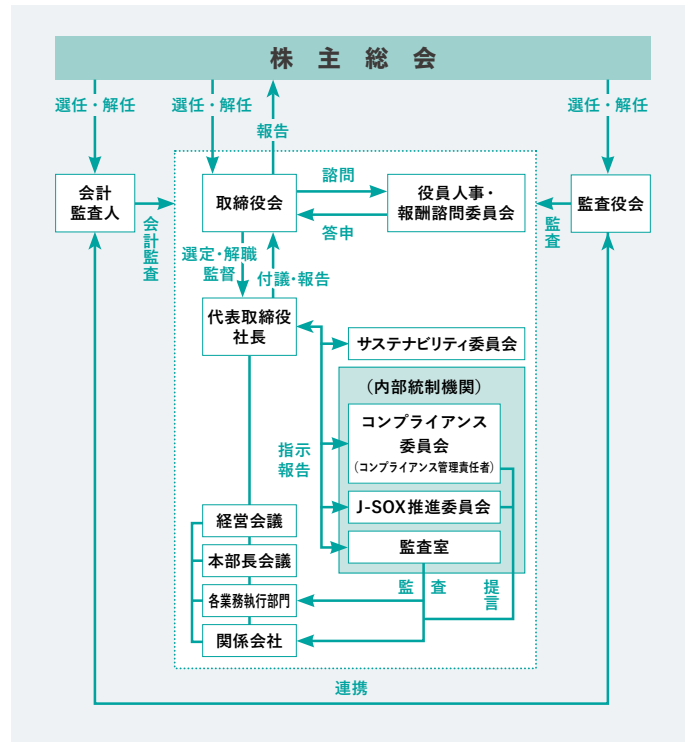 株主総会
選任・解任
選任・解任
選任・解任
報告
会計
監査人
取締役会
諮問
答申
役員人事・
報酬諮問委員会
監査役会
会計監査
監査
選定・解職
監督
付議・報告
代表取締役
社長
サステナビリティ委員会
(内部統制機関)
コンプライアンス
委員会
(コンプライアンス管理責任者)
指示
報告
J-SOX推進委員会
監査室
経営会議
本部長会議
各業務執行部門
関係会社
監査
提言
連携